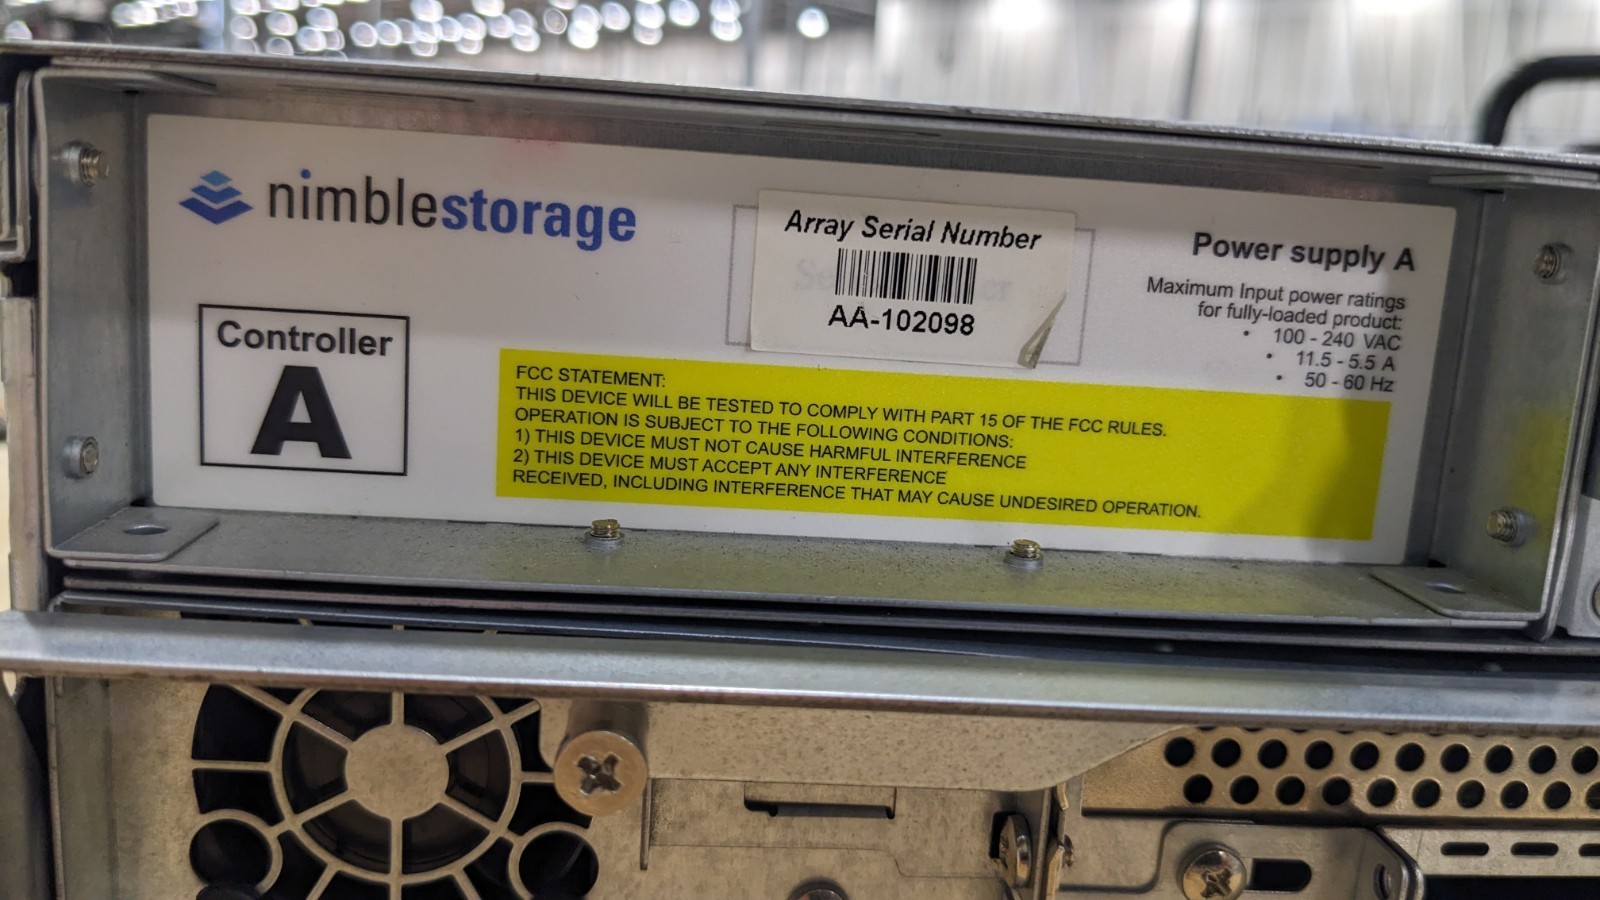 nimblestorage
Controller
A
Array Serial Number
AA-102098
Power supply A
Maximum Input power ratings
for fully-loaded product:
• 100 - 240 VAC
• 11.5 - 5.5 A
• 50 - 60 Hz
FCC STATEMENT:
THIS DEVICE WILL BE TESTED TO COMPLY WITH PART 15 OF THE FCC RULES.
OPERATION IS SUBJECT TO THE FOLLOWING CONDITIONS:
1) THIS DEVICE MUST NOT CAUSE HARMFUL INTERFERENCE
2) THIS DEVICE MUST ACCEPT ANY INTERFERENCE
RECEIVED, INCLUDING INTERFERENCE THAT MAY CAUSE UNDESIRED OPERATION.